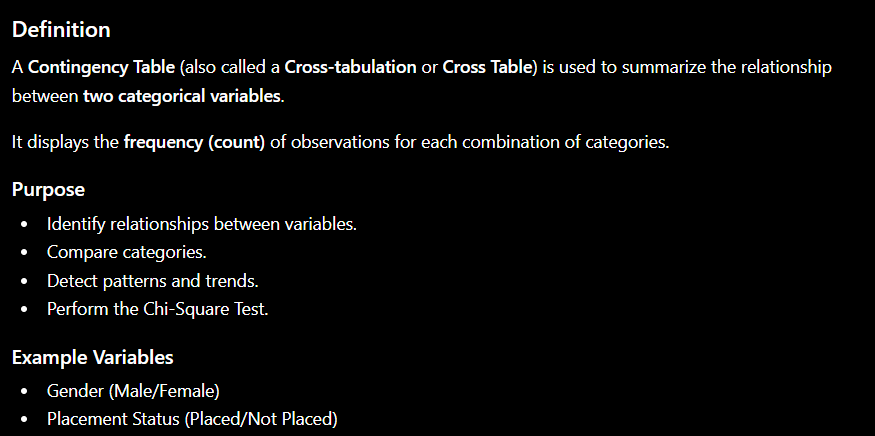 Definition
A Contingency Table (also called a Cross-tabulation or Cross Table) is used to summarize the relationship
between two categorical variables.
It displays the frequency (count) of observations for each combination of categories.
Purpose
• Identify relationships between variables.
• Compare categories.
• Detect patterns and trends.
• Perform the Chi-Square Test.
Example Variables
• Gender (Male/Female)
• Placement Status (Placed/Not Placed)